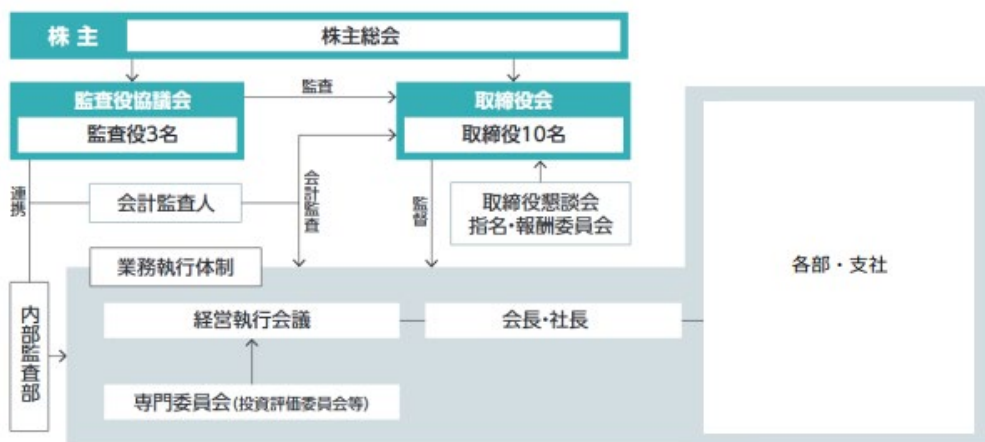 株主
株主総会
監査役協議会
監査役3名
監査
取締役会
取締役10名
連携
会計監査人
会計監査
監督
取締役懇談会
指名・報酬委員会
業務執行体制
各部・支社
内部監査部
経営執行会議
会長・社長
専門委員会(投資評価委員会等)